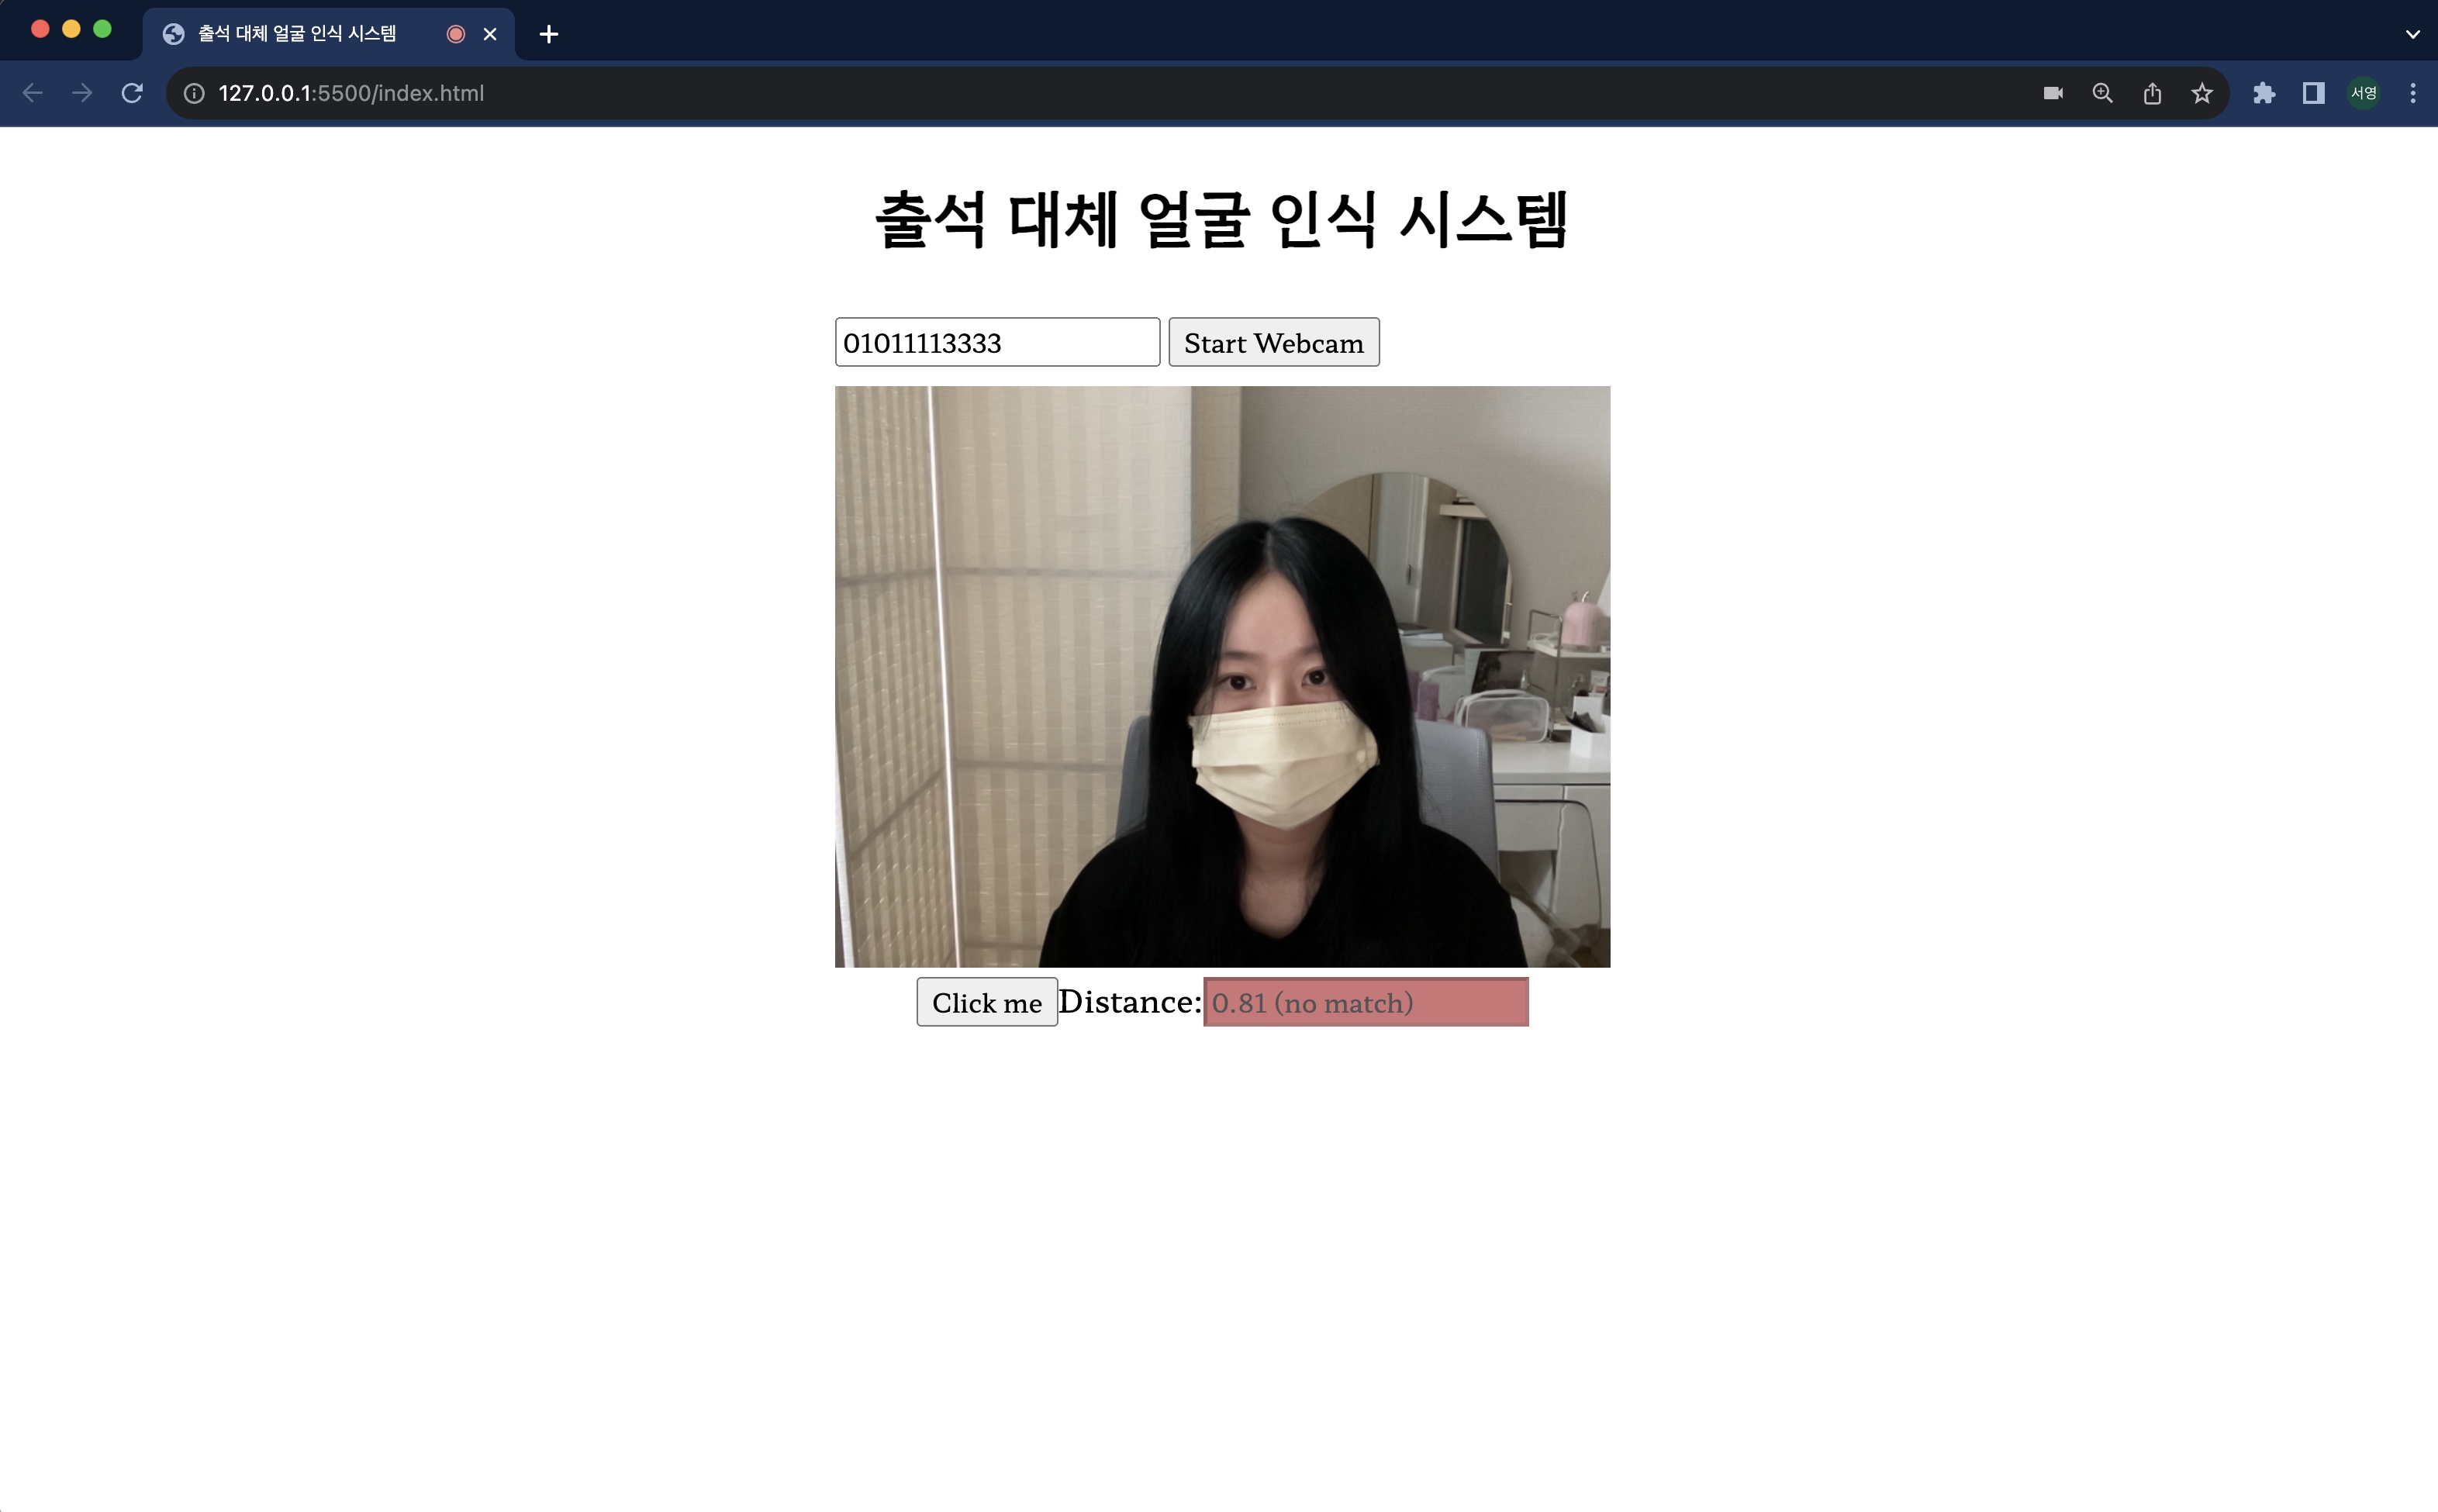 출석 대체 얼굴 인식 시스템
127.0.0.1:5500/index.html
서영
출석 대체 얼굴 인식 시스템
01011113333 Start Webcam
Click me Distance: 0.81 (no match)